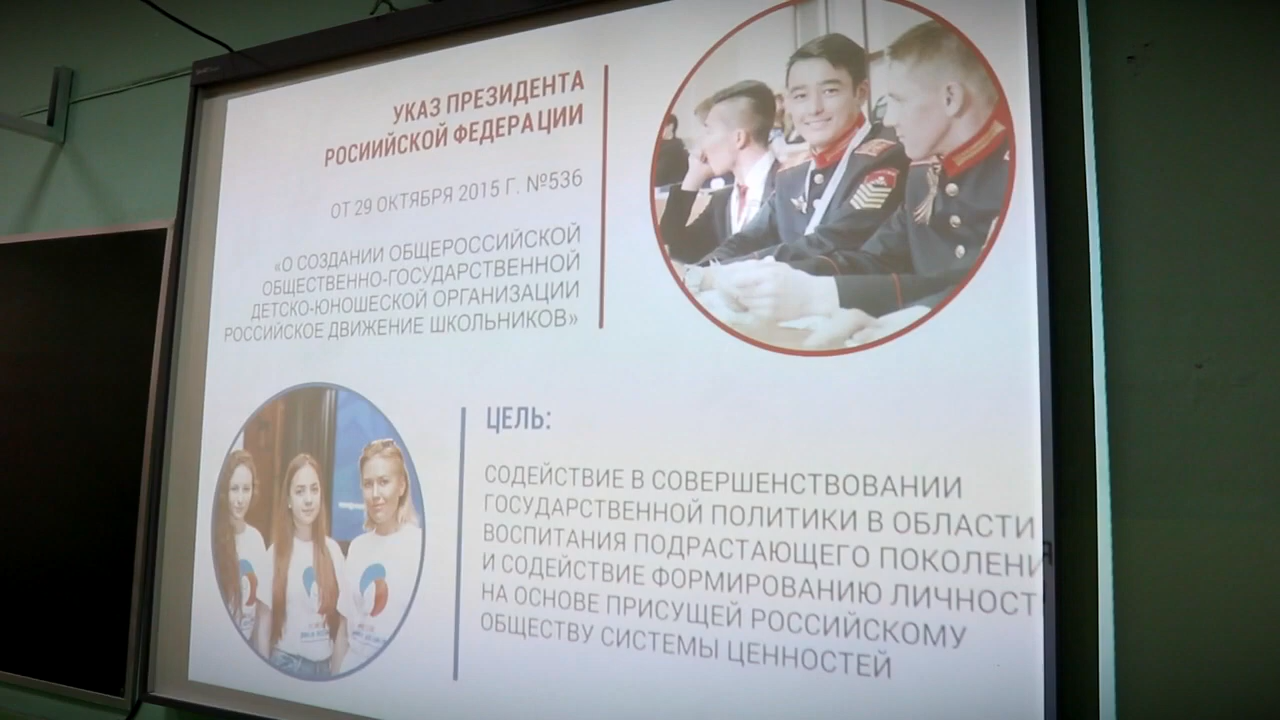 УКАЗ ПРЕЗИДЕНТА
РОСИИЙСКОЙ ФЕДЕРАЦИИ
ОТ 29 ОКТЯБРЯ 2015 Г. №536
«О СОЗДАНИИ ОБЩЕРОССИЙСКОЙ
ОБЩЕСТВЕННО-ГОСУДАРСТВЕННОЙ
ДЕТСКО-ЮНОШЕСКОЙ ОРГАНИЗАЦИИ
РОССИЙСКОЕ ДВИЖЕНИЕ ШКОЛЬНИКОВ»
ЦЕЛЬ:
СОДЕЙСТВИЕ В СОВЕРШЕНСТВОВАНИИ
ГОСУДАРСТВЕННОЙ ПОЛИТИКИ В ОБЛАСТИ
ВОСПИТАНИЯ ПОДРАСТАЮЩЕГО ПОКОЛЕНИЯ
И СОДЕЙСТВИЕ ФОРМИРОВАНИЮ ЛИЧНОСТ
НА ОСНОВЕ ПРИСУЩЕЙ РОССИЙСКОМУ
ОБЩЕСТВУ СИСТЕМЫ ЦЕННОСТЕЙ